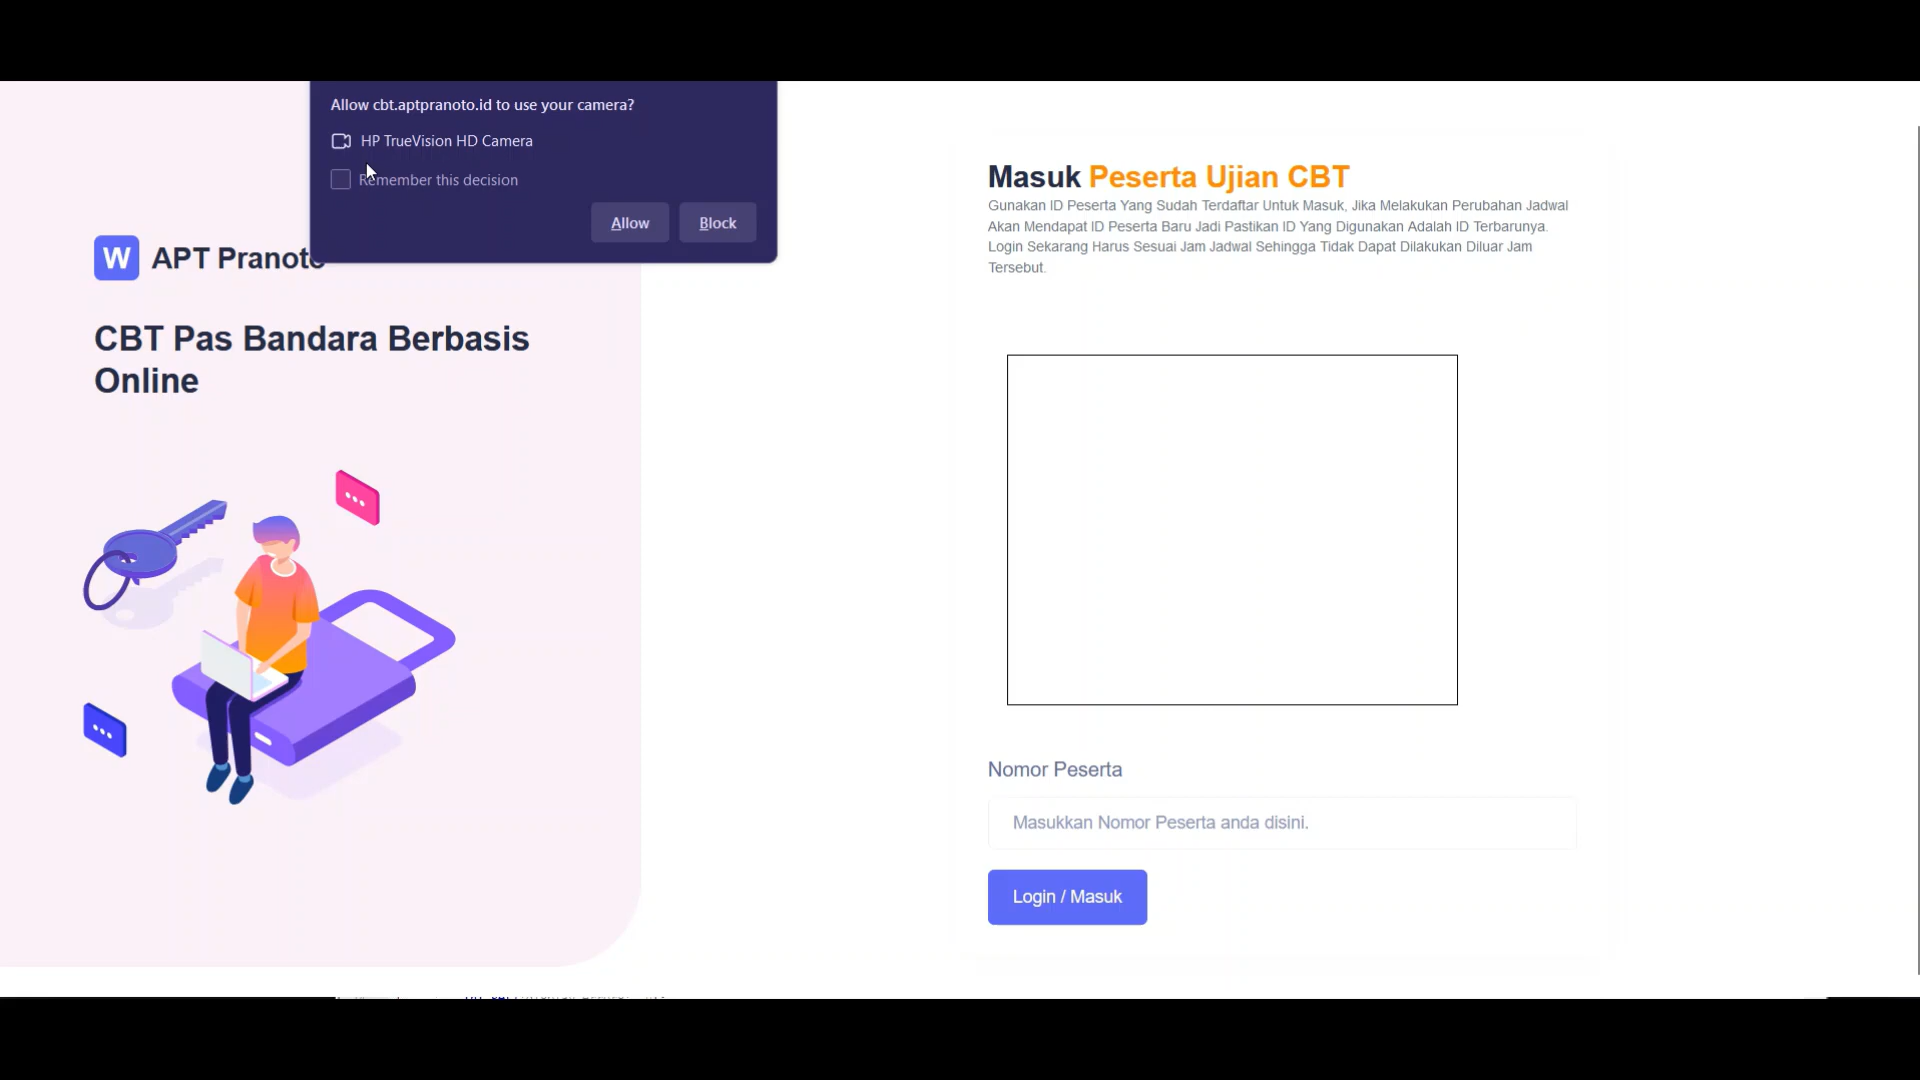 Allow cbt.aptpranoto.id to use your camera?
HP TrueVision HD Camera
Remember this decision
Allow
Block
W
APT Pranoto
CBT Pas Bandara Berbasis
Online
Masuk Peserta Ujian CBT
Gunakan ID Peserta Yang Sudah Terdaftar Untuk Masuk, Jika Melakukan Perubahan Jadwal
Akan Mendapat ID Peserta Baru Jadi Pastikan ID Yang Digunakan Adalah ID Terbarunya.
Login Sekarang Harus Sesuai Jam Jadwal Sehingga Tidak Dapat Dilakukan Diluar Jam
Tersebut.
Nomor Peserta
Masukkan Nomor Peserta anda disini.
Login / Masuk